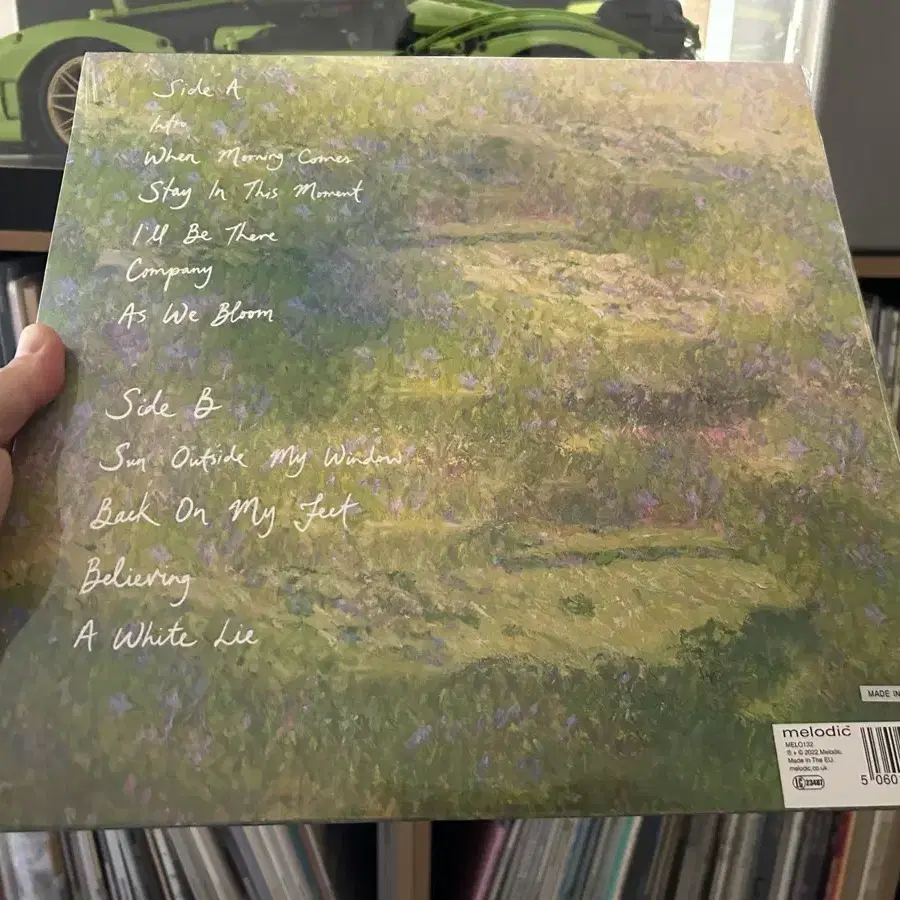 Side A
Intro
When Morning Comes
Stay In This Moment
I'll Be There
Company
As We Bloom
Side B
Sun Outside My Window
Back On My Feet
Believing
A White Lie
MADE IN
melodic
MELO132
℗ + © 2022 Melodic.
Made In The EU.
melodic.co.uk
LC 23487
5 060